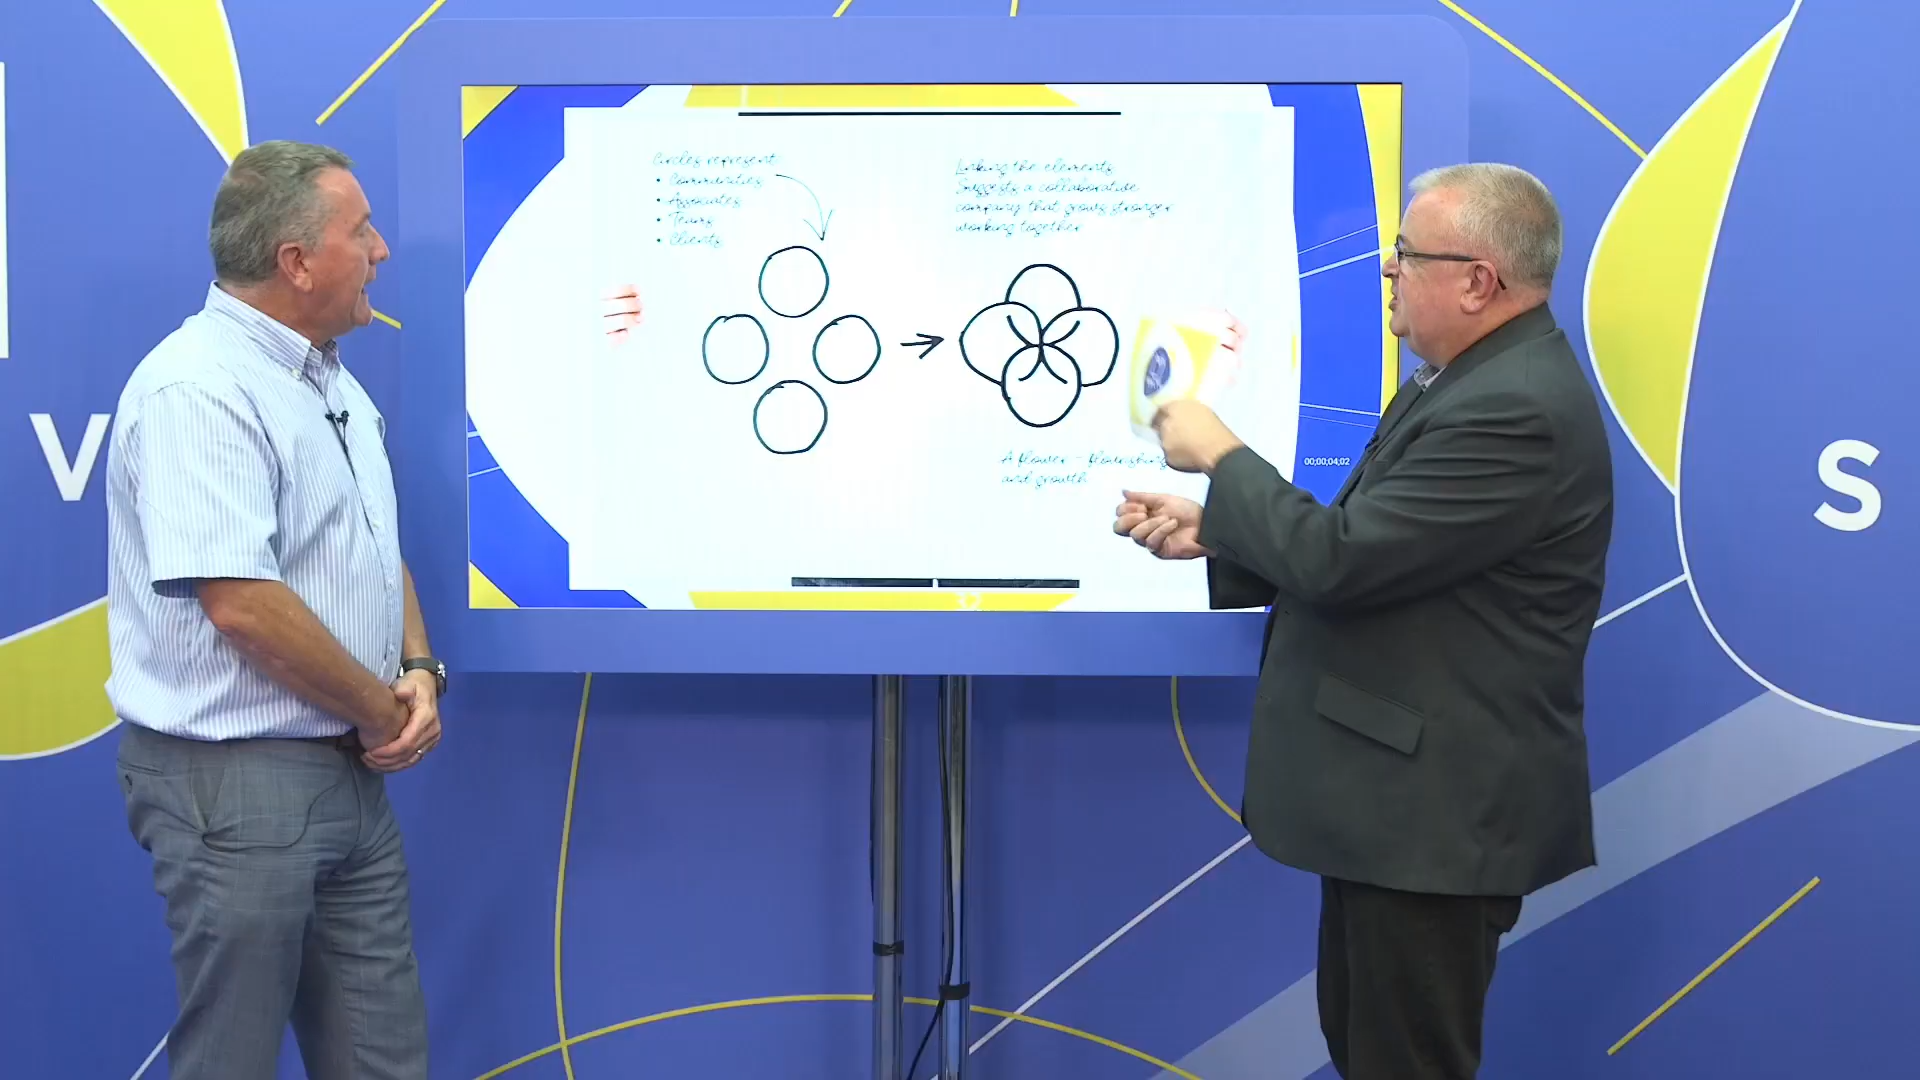 Circles represent:
• Communities
• Associates
• Teams
• Clients
Linking the elements
Suggests a collaborative
company that grows stronger
working together
A flower - flourishing
and growth
00;00;04;02
V
S